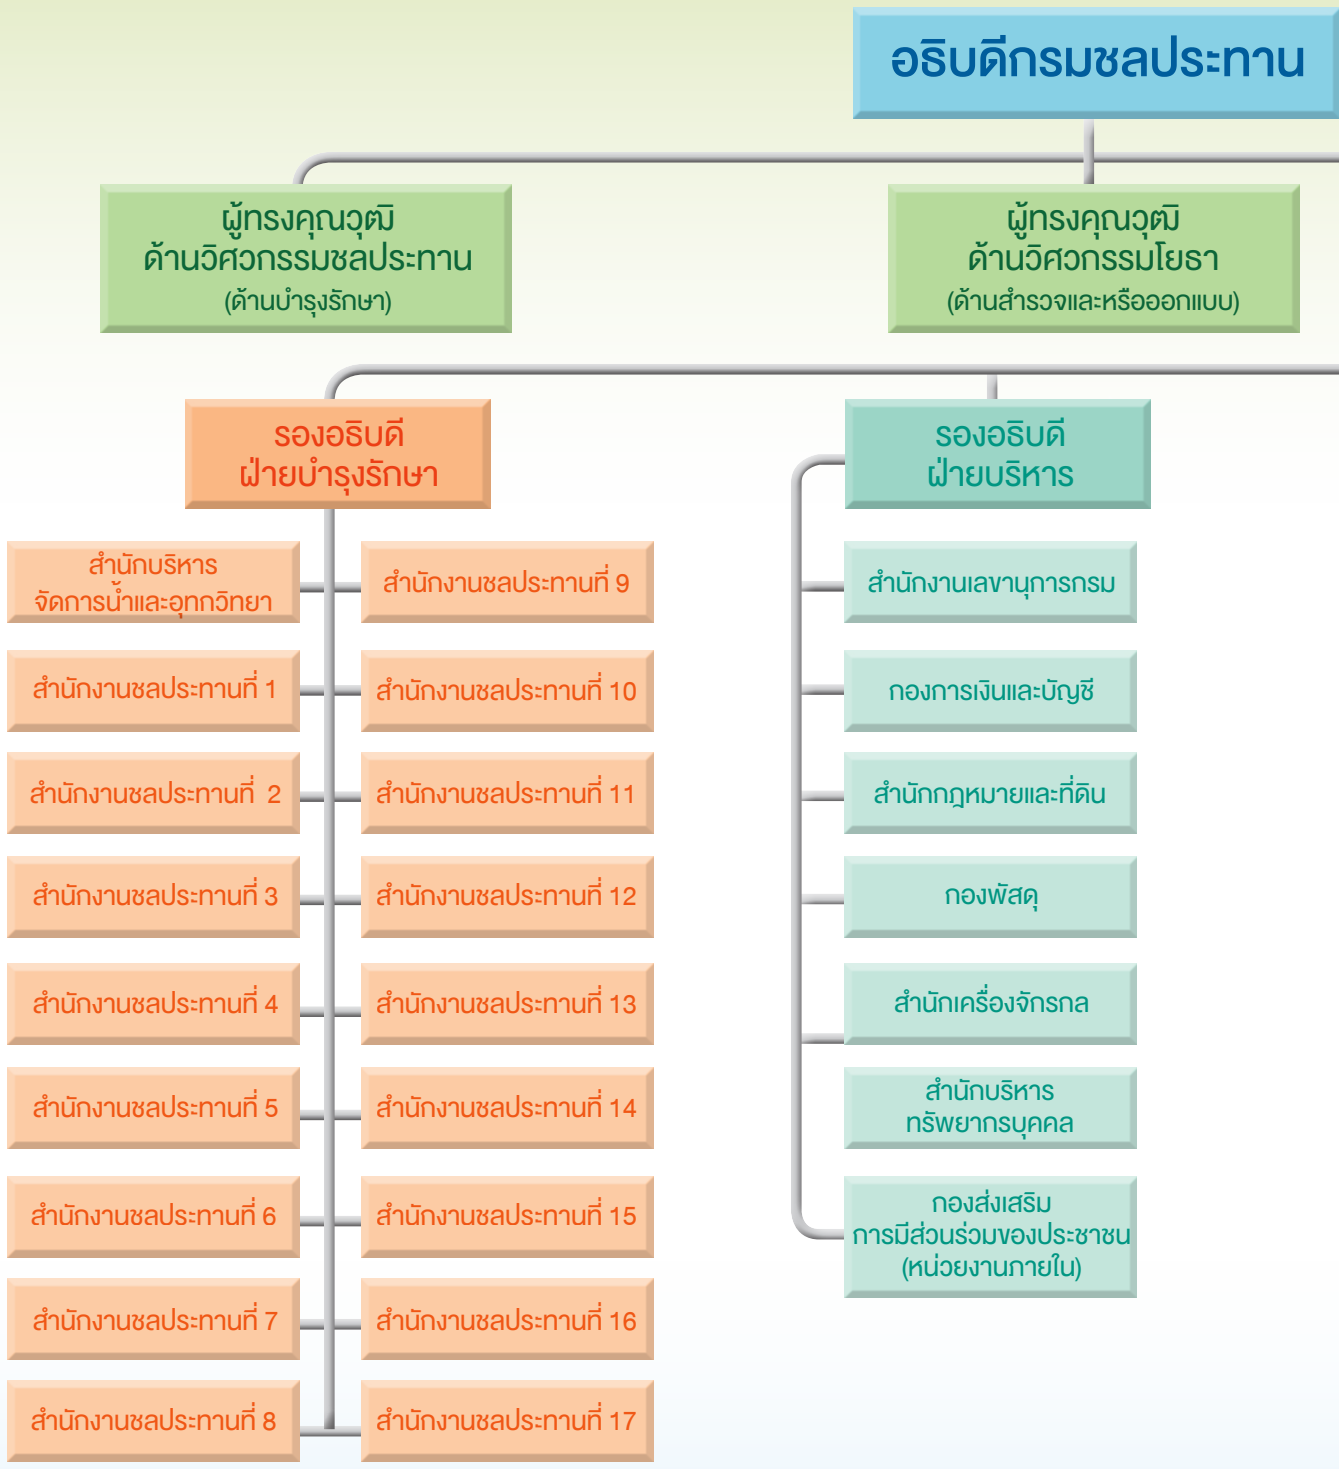 อธิบดีกรมชลประทาน
ผู้ทรงคุณวุฒิ
ด้านวิศวกรรมชลประทาน
(ด้านบำรุงรักษา)
ผู้ทรงคุณวุฒิ
ด้านวิศวกรรมโยธา
(ด้านสำรวจและหรือออกแบบ)
รองอธิบดี
ฝ่ายบำรุงรักษา
สำนักบริหาร
จัดการน้ำและอุทกวิทยา
สำนักงานชลประทานที่ 1
สำนักงานชลประทานที่ 2
สำนักงานชลประทานที่ 3
สำนักงานชลประทานที่ 4
สำนักงานชลประทานที่ 5
สำนักงานชลประทานที่ 6
สำนักงานชลประทานที่ 7
สำนักงานชลประทานที่ 8
สำนักงานชลประทานที่ 9
สำนักงานชลประทานที่ 10
สำนักงานชลประทานที่ 11
สำนักงานชลประทานที่ 12
สำนักงานชลประทานที่ 13
สำนักงานชลประทานที่ 14
สำนักงานชลประทานที่ 15
สำนักงานชลประทานที่ 16
สำนักงานชลประทานที่ 17
รองอธิบดี
ฝ่ายบริหาร
สำนักงานเลขานุการกรม
กองการเงินและบัญชี
สำนักกฎหมายและที่ดิน
กองพัสดุ
สำนักเครื่องจักรกล
สำนักบริหาร
ทรัพยากรบุคคล
กองส่งเสริม
การมีส่วนร่วมของประชาชน
(หน่วยงานภายใน)